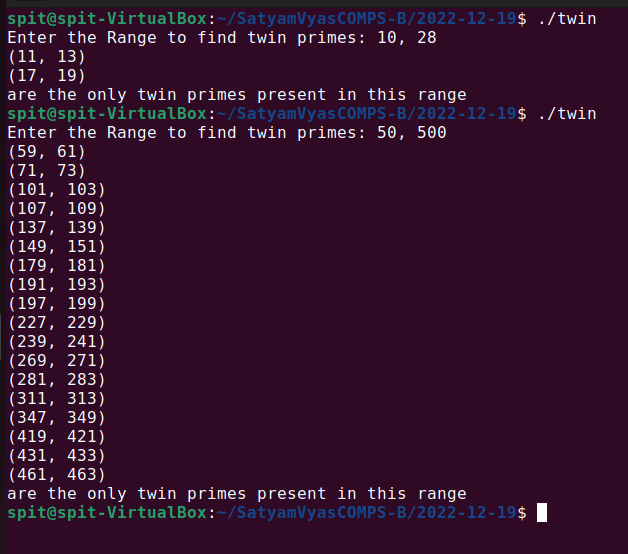 spit@spit-VirtualBox:~/SatyamVyasCOMPS-B/2022-12-19$ ./twin
Enter the Range to find twin primes: 10, 28
(11, 13)
(17, 19)
are the only twin primes present in this range
spit@spit-VirtualBox:~/SatyamVyasCOMPS-B/2022-12-19$ ./twin
Enter the Range to find twin primes: 50, 500
(59, 61)
(71, 73)
(101, 103)
(107, 109)
(137, 139)
(149, 151)
(179, 181)
(191, 193)
(197, 199)
(227, 229)
(239, 241)
(269, 271)
(281, 283)
(311, 313)
(347, 349)
(419, 421)
(431, 433)
(461, 463)
are the only twin primes present in this range
spit@spit-VirtualBox:~/SatyamVyasCOMPS-B/2022-12-19$